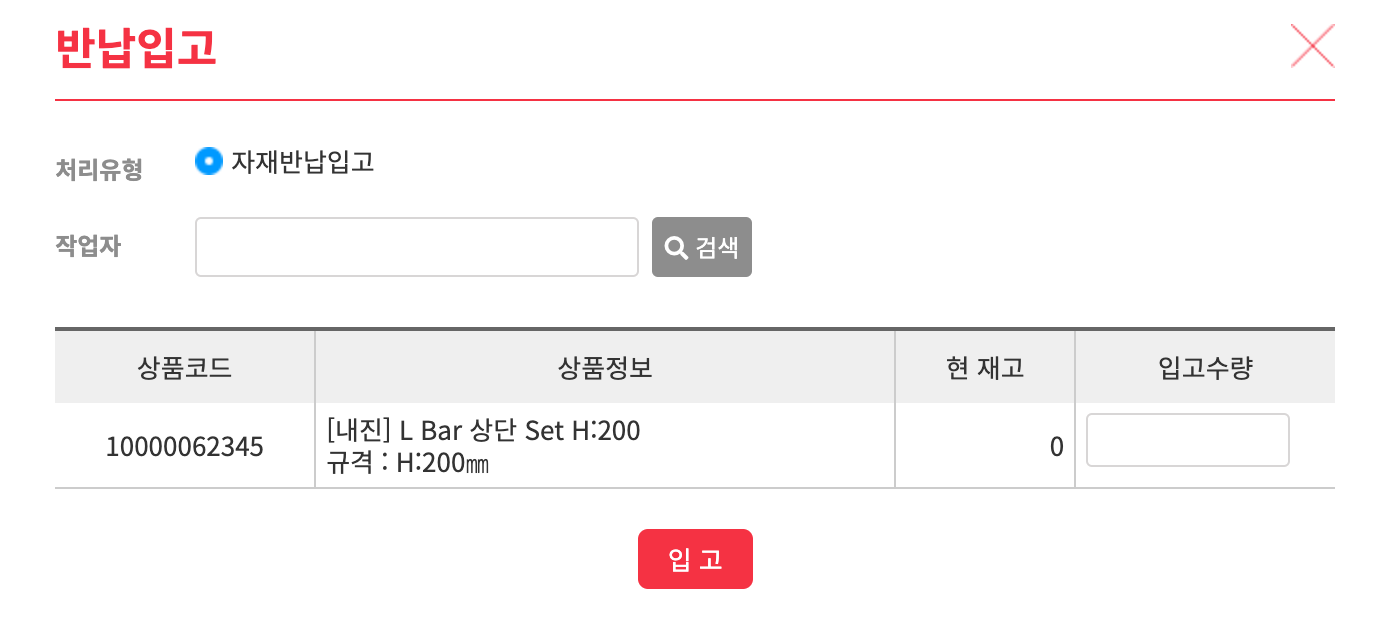 반납입고
처리유형 자재반납입고
작업자 검색
상품코드 상품정보 현 재고 입고수량
10000062345 [내진] L Bar 상단 Set H:200
규격 : H:200㎜ 0
입 고